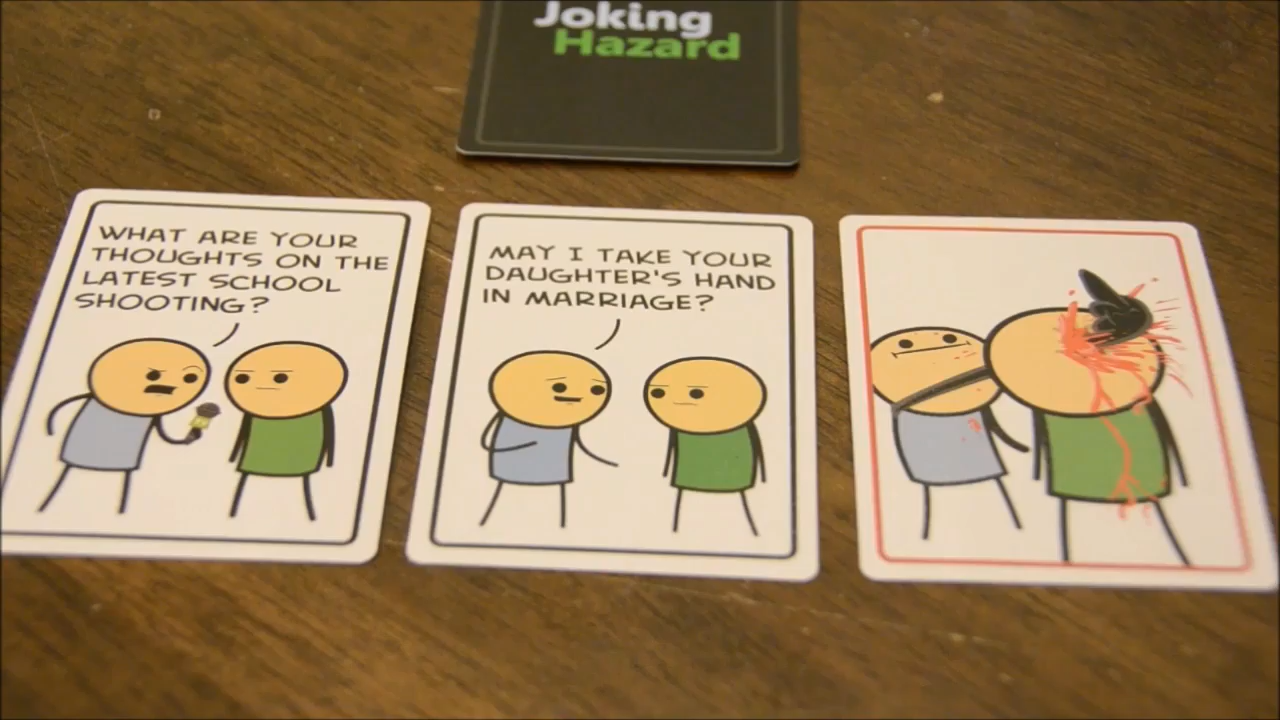 Joking
Hazard
WHAT ARE YOUR
THOUGHTS ON THE
LATEST SCHOOL
SHOOTING?
MAY I TAKE YOUR
DAUGHTER'S HAND
IN MARRIAGE?